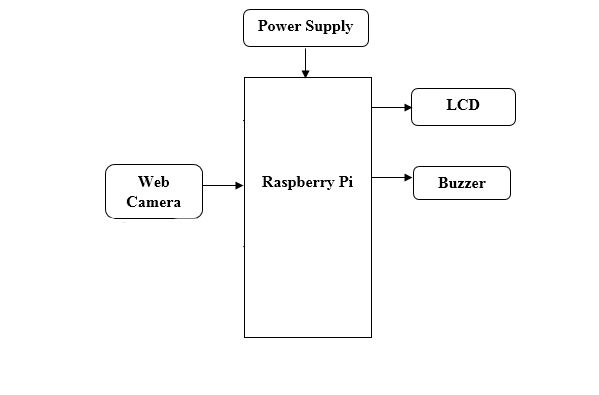 Power Supply
LCD
Web
Camera
Raspberry Pi
Buzzer